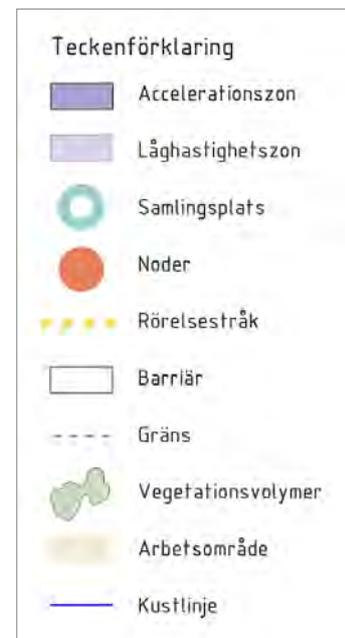 Teckenförklaring
Accelerationszon
Låghastighetszon
Samlingsplats
Noder
Rörelsestråk
Barriär
Gräns
Vegetationsvolymer
Arbetsområde
Kustlinje